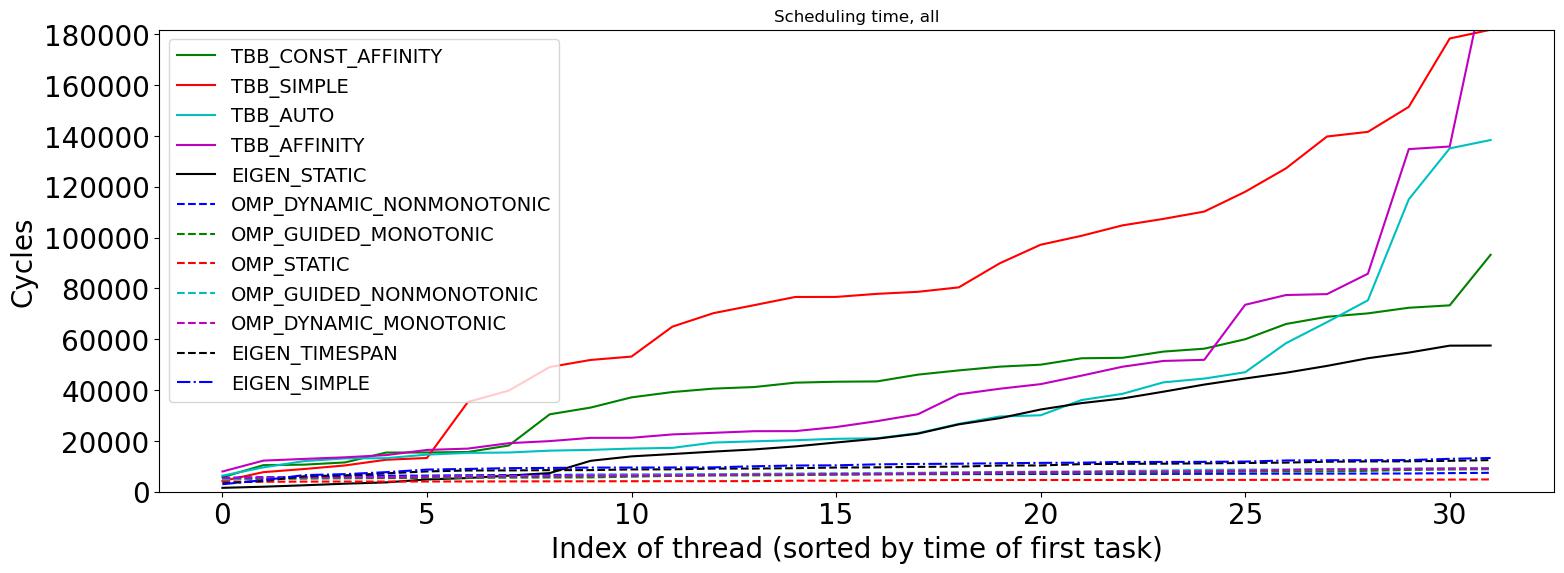 Scheduling time, all
180000
160000
140000
120000
100000
80000
60000
40000
20000
0
Cycles
TBB_CONST_AFFINITY
TBB_SIMPLE
TBB_AUTO
TBB_AFFINITY
EIGEN_STATIC
OMP_DYNAMIC_NONMONOTONIC
OMP_GUIDED_MONOTONIC
OMP_STATIC
OMP_GUIDED_NONMONOTONIC
OMP_DYNAMIC_MONOTONIC
EIGEN_TIMESPAN
EIGEN_SIMPLE
0 5 10 15 20 25 30
Index of thread (sorted by time of first task)